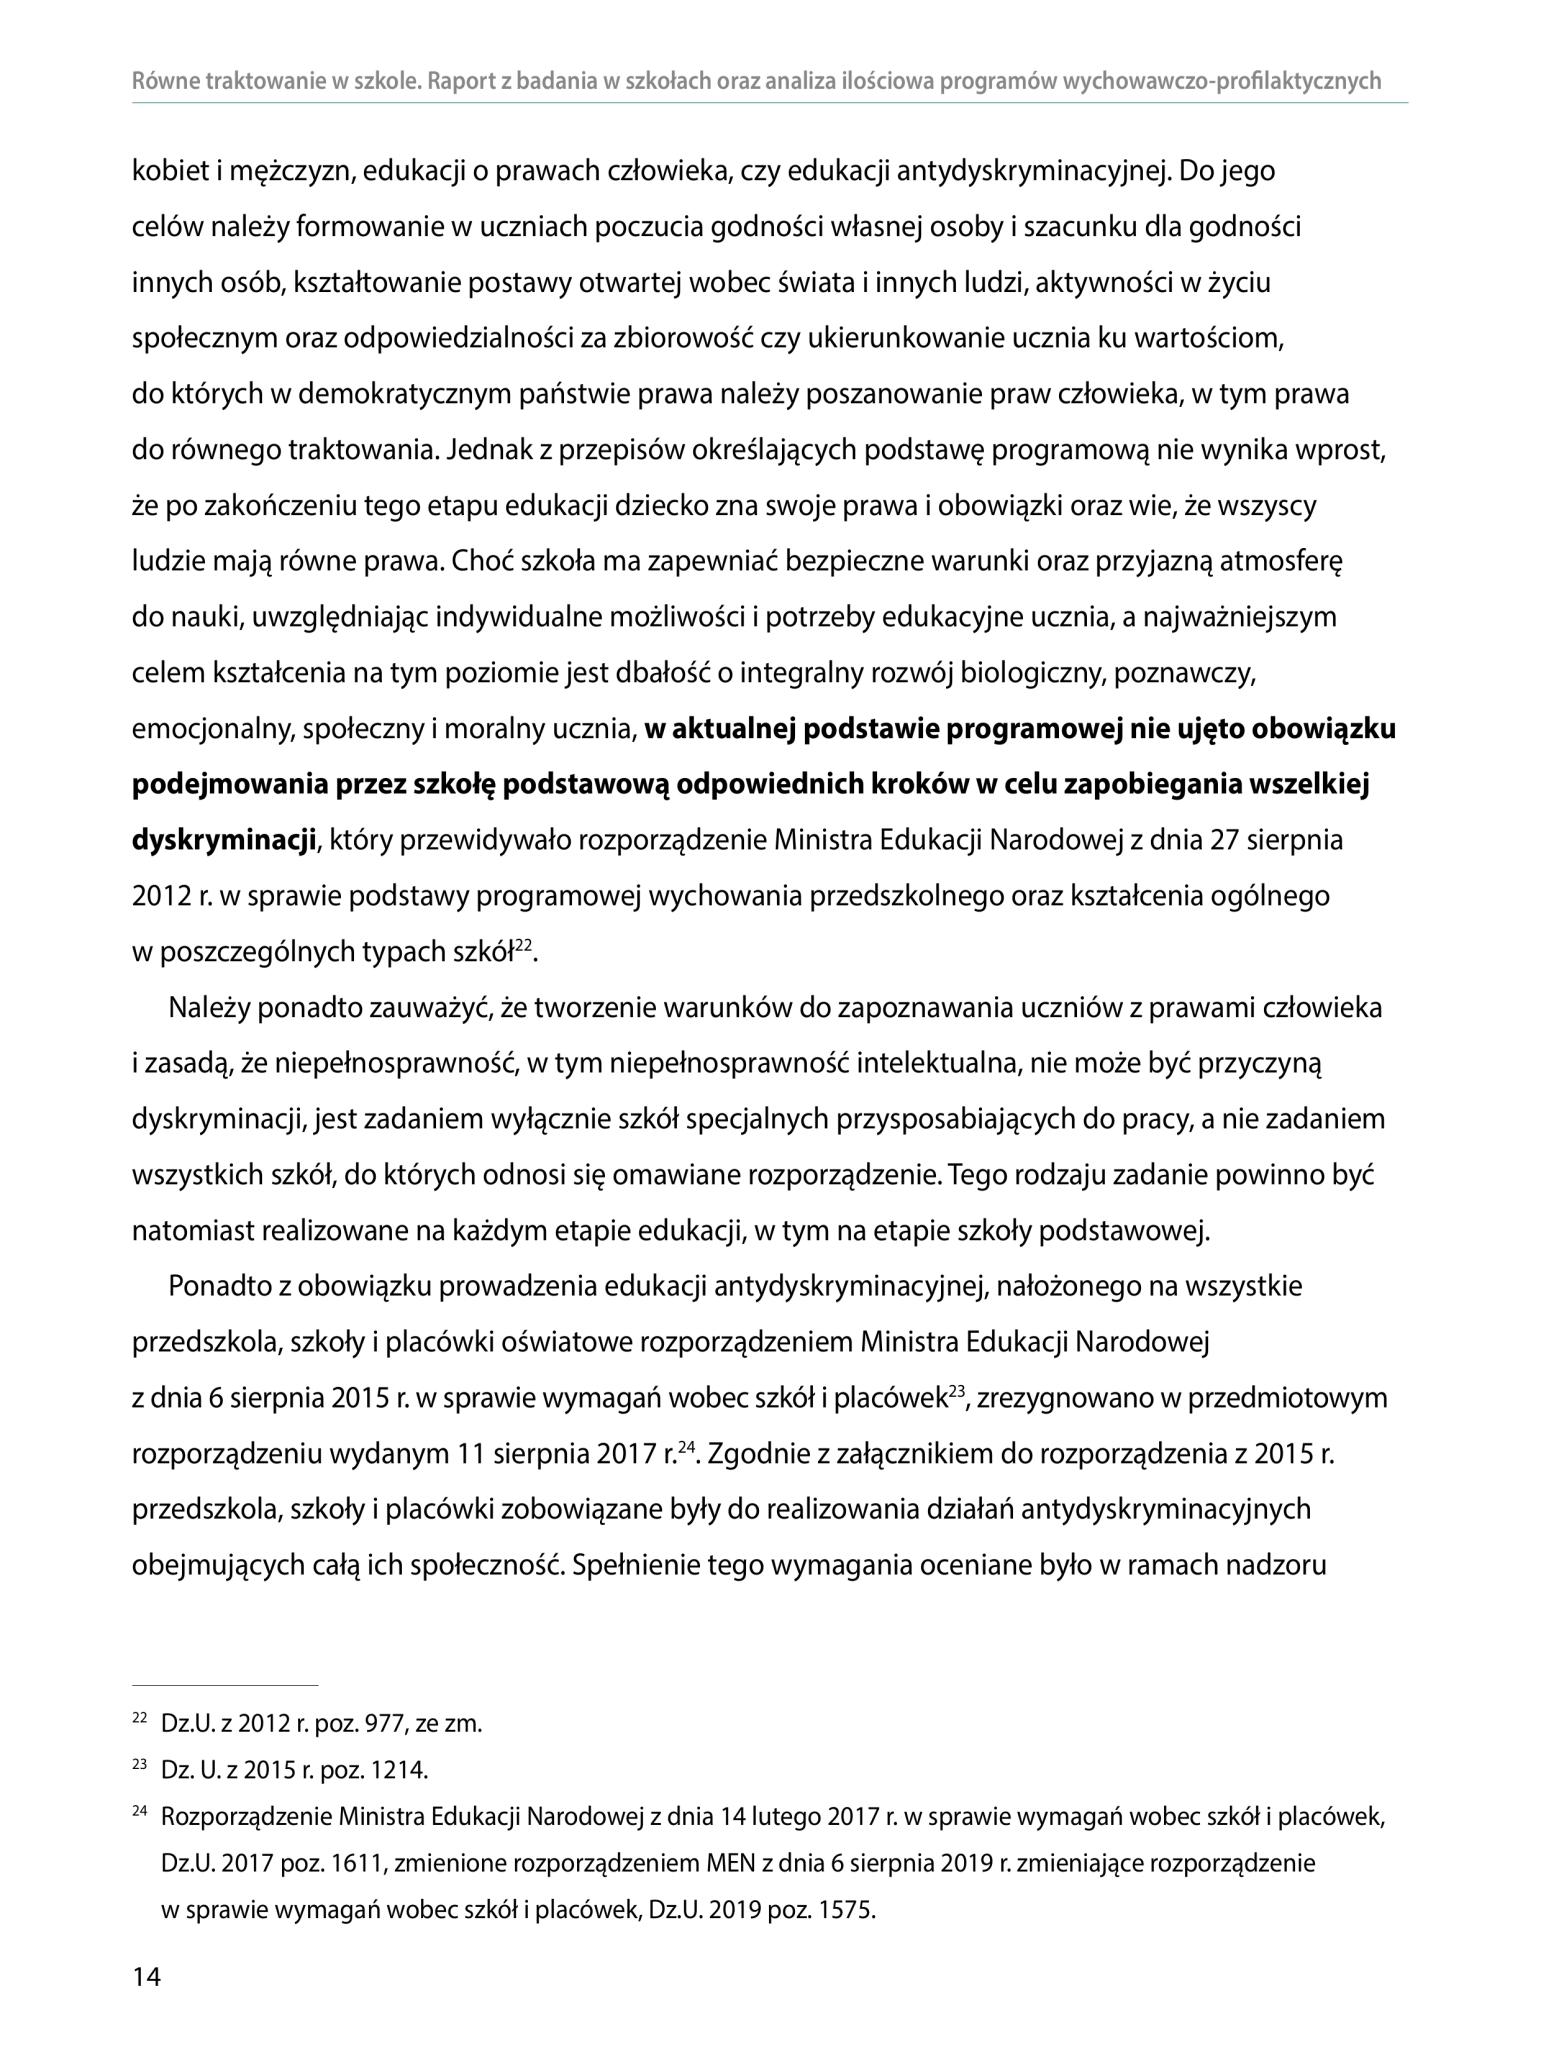 Równe traktowanie w szkole. Raport z badania w szkołach oraz analiza ilościowa programów wychowawczo-profilaktycznych
kobiet i mężczyzn, edukacji o prawach człowieka, czy edukacji antydyskryminacyjnej. Do jego
celów należy formowanie w uczniach poczucia godności własnej osoby i szacunku dla godności
innych osób, kształtowanie postawy otwartej wobec świata i innych ludzi, aktywności w życiu
społecznym oraz odpowiedzialności za zbiorowość czy ukierunkowanie ucznia ku wartościom,
do których w demokratycznym państwie prawa należy poszanowanie praw człowieka, w tym prawa
do równego traktowania. Jednak z przepisów określających podstawę programową nie wynika wprost,
że po zakończeniu tego etapu edukacji dziecko zna swoje prawa i obowiązki oraz wie, że wszyscy
ludzie mają równe prawa. Choć szkoła ma zapewniać bezpieczne warunki oraz przyjazną atmosferę
do nauki, uwzględniając indywidualne możliwości i potrzeby edukacyjne ucznia, a najważniejszym
celem kształcenia na tym poziomie jest dbałość o integralny rozwój biologiczny, poznawczy,
emocjonalny, społeczny i moralny ucznia, w aktualnej podstawie programowej nie ujęto obowiązku
podejmowania przez szkołę podstawową odpowiednich kroków w celu zapobiegania wszelkiej
dyskryminacji, który przewidywało rozporządzenie Ministra Edukacji Narodowej z dnia 27 sierpnia
2012 r. w sprawie podstawy programowej wychowania przedszkolnego oraz kształcenia ogólnego
w poszczególnych typach szkół22.
Należy ponadto zauważyć, że tworzenie warunków do zapoznawania uczniów z prawami człowieka
i zasadą, że niepełnosprawność, w tym niepełnosprawność intelektualna, nie może być przyczyną
dyskryminacji, jest zadaniem wyłącznie szkół specjalnych przysposabiających do pracy, a nie zadaniem
wszystkich szkół, do których odnosi się omawiane rozporządzenie. Tego rodzaju zadanie powinno być
natomiast realizowane na każdym etapie edukacji, w tym na etapie szkoły podstawowej.
Ponadto z obowiązku prowadzenia edukacji antydyskryminacyjnej, nałożonego na wszystkie
przedszkola, szkoły i placówki oświatowe rozporządzeniem Ministra Edukacji Narodowej
z dnia 6 sierpnia 2015 r. w sprawie wymagań wobec szkół i placówek23, zrezygnowano w przedmiotowym
rozporządzeniu wydanym 11 sierpnia 2017 r.24. Zgodnie z załącznikiem do rozporządzenia z 2015 r.
przedszkola, szkoły i placówki zobowiązane były do realizowania działań antydyskryminacyjnych
obejmujących całą ich społeczność. Spełnienie tego wymagania oceniane było w ramach nadzoru
22 Dz.U. z 2012 r. poz. 977, ze zm.
23 Dz. U. z 2015 r. poz. 1214.
24 Rozporządzenie Ministra Edukacji Narodowej z dnia 14 lutego 2017 r. w sprawie wymagań wobec szkół i placówek,
Dz.U. 2017 poz. 1611, zmienione rozporządzeniem MEN z dnia 6 sierpnia 2019 r. zmieniające rozporządzenie
w sprawie wymagań wobec szkół i placówek, Dz.U. 2019 poz. 1575.
14